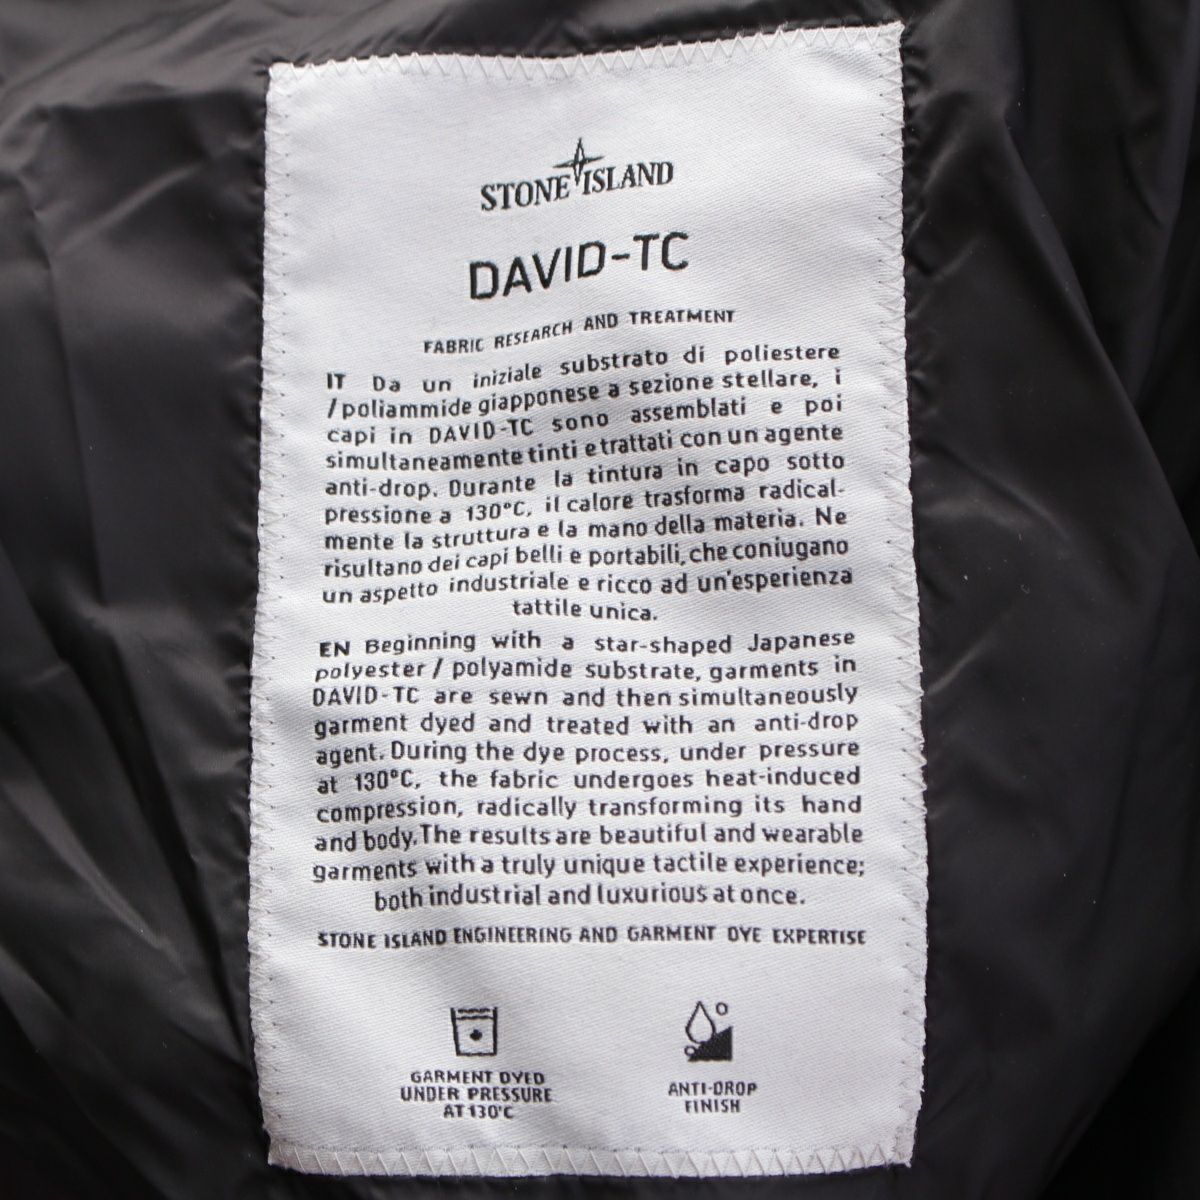 STONE ISLAND
DAVID-TC
FABRIC RESEARCH AND TREATMENT
IT Da un iniziale substrato di poliestere
/poliammide giapponese a sezione stellare, i
capi in DAVID-TC sono assemblati e poi
simultaneamente tinti e trattati con un agente
anti-drop. Durante la tintura in capo sotto
pressione a 130°C, il calore trasforma radical-
mente la struttura e la mano della materia. Ne
risultano dei capi belli e portabili, che coniugano
un aspetto industriale e ricco ad un'esperienza
tattile unica.
EN Beginning with a star-shaped Japanese
polyester / polyamide substrate, garments in
DAVID-TC are sewn and then simultaneously
garment dyed and treated with an anti-drop
agent. During the dye process, under pressure
at 130°C, the fabric undergoes heat-induced
compression, radically transforming its hand
and body. The results are beautiful and wearable
garments with a truly unique tactile experience;
both industrial and luxurious at once.
STONE ISLAND ENGINEERING AND GARMENT DYE EXPERTISE
GARMENT DYED
UNDER PRESSURE
AT 130°C
ANTI-DROP
FINISH